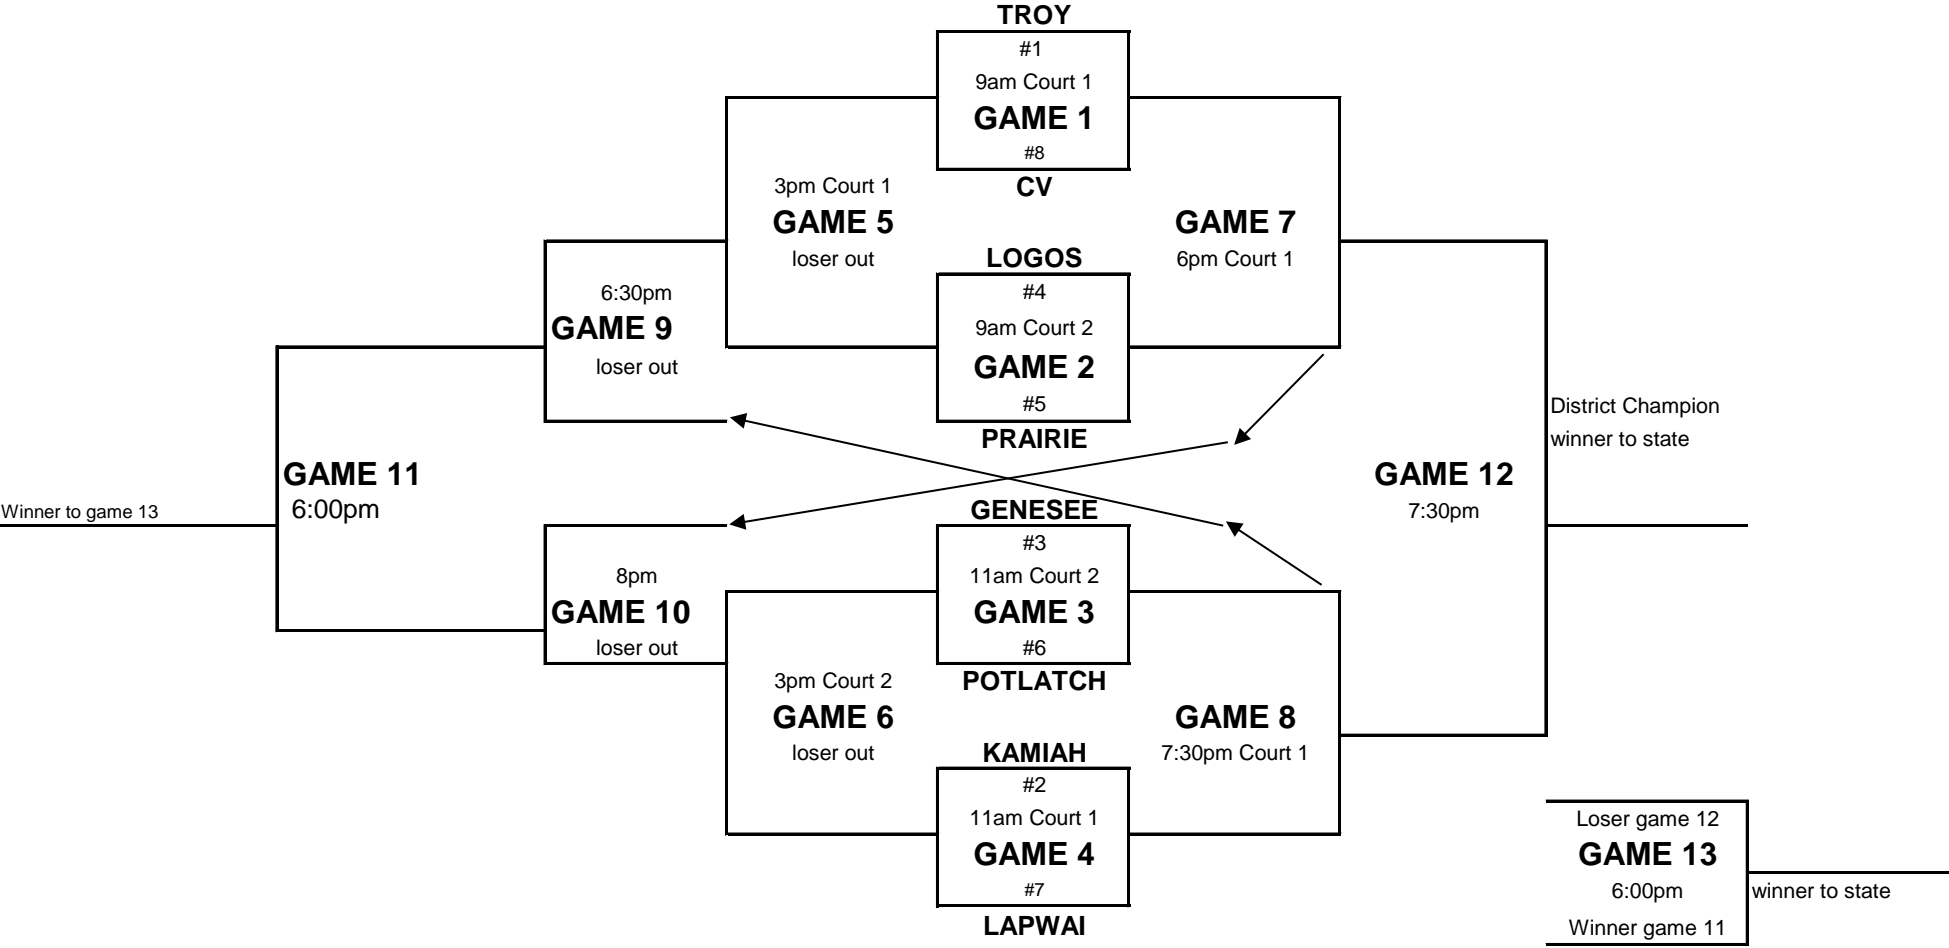 TROY
#1
9am Court 1
GAME 1
#8
CV
3pm Court 1
GAME 5
loser out
GAME 7
6pm Court 1
LOGOS
#4
9am Court 2
GAME 2
#5
PRAIRIE
6:30pm
GAME 9
loser out
District Champion
winner to state
GAME 11
6:00pm
Winner to game 13
GAME 12
7:30pm
GENESEE
#3
11am Court 2
GAME 3
#6
POTLATCH
8pm
GAME 10
loser out
3pm Court 2
GAME 6
loser out
GAME 8
7:30pm Court 1
KAMIAH
#2
11am Court 1
GAME 4
#7
LAPWAI
Loser game 12
GAME 13
6:00pm
winner to state
Winner game 11